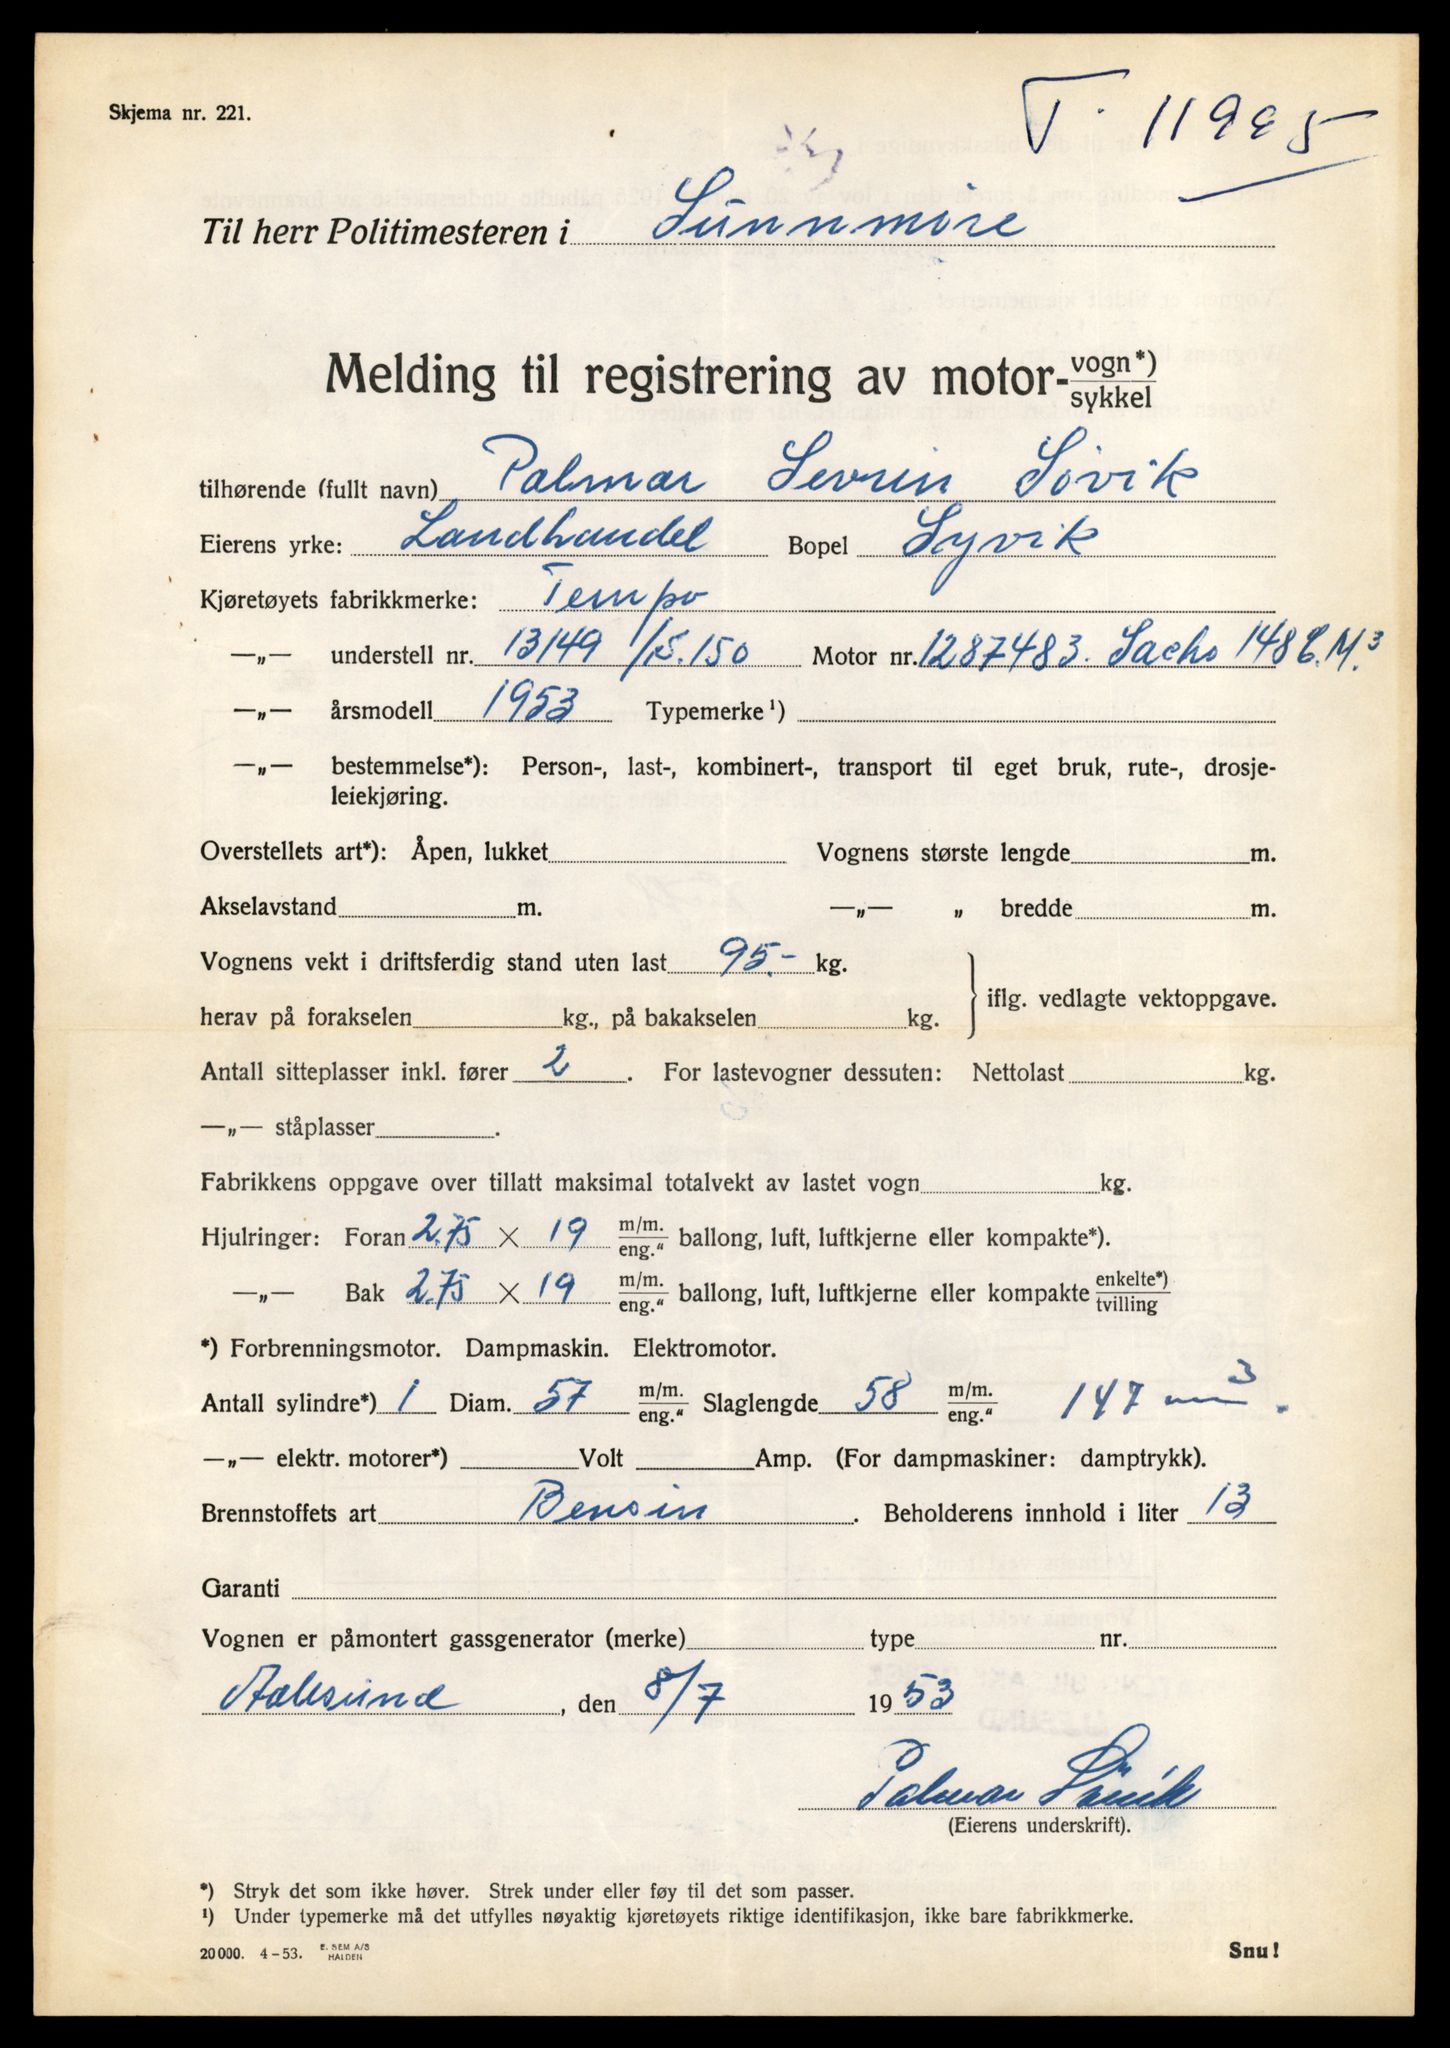 Skjema nr. 221.
T. 11995
Til herr Politimesteren i Sunnmøre
Melding til registrering av motor-vogn*) sykkel
tilhørende (fullt navn) Palmar Sevrin Søvik
Eierens yrke: Landhandel Bopel Syvik
Kjøretøyets fabrikkmerke: Tempo
—„— understell nr. 13149 /15.150 Motor nr. 1287483. Sachs 148 C.M.³
—„— årsmodell 1953 Typemerke¹)
—„— bestemmelse*): Person-, last-, kombinert-, transport til eget bruk, rute-, drosje-
leiekjøring.
Overstellets art*): Åpen, lukket Vognens største lengde m.
Akselavstand m. —„— „ bredde m.
Vognens vekt i driftsferdig stand uten last 95.- kg.
herav på forakselen kg., på bakakselen kg. iflg. vedlagte vektoppgave.
Antall sitteplasser inkl. fører 2. For lastevogner dessuten: Nettolast kg.
—„— ståplasser .
Fabrikkens oppgave over tillatt maksimal totalvekt av lastet vogn kg.
Hjulringer: Foran 2.75 × 19 m/m. eng.“ ballong, luft, luftkjerne eller kompakte*).
—„— Bak 2.75 × 19 m/m. eng.“ ballong, luft, luftkjerne eller kompakte enkelte*) tvilling
*) Forbrenningsmotor. Dampmaskin. Elektromotor.
Antall sylindre*) 1 Diam. 57 m/m. eng.“ Slaglengde 58 m/m. eng.“ 147 cm³.
—„— elektr. motorer*) Volt Amp. (For dampmaskiner: damptrykk).
Brennstoffets art Bensin . Beholderens innhold i liter 13
Garanti
Vognen er påmontert gassgenerator (merke) type nr.
Aalesund, den 8/7 1953
Palmar Sövik
(Eierens underskrift).
*) Stryk det som ikke høver. Strek under eller føy til det som passer.
¹) Under typemerke må det utfylles nøyaktig kjøretøyets riktige identifikasjon, ikke bare fabrikkmerke.
20 000. 4-53. E. SEM A/S HALDEN
Snu!